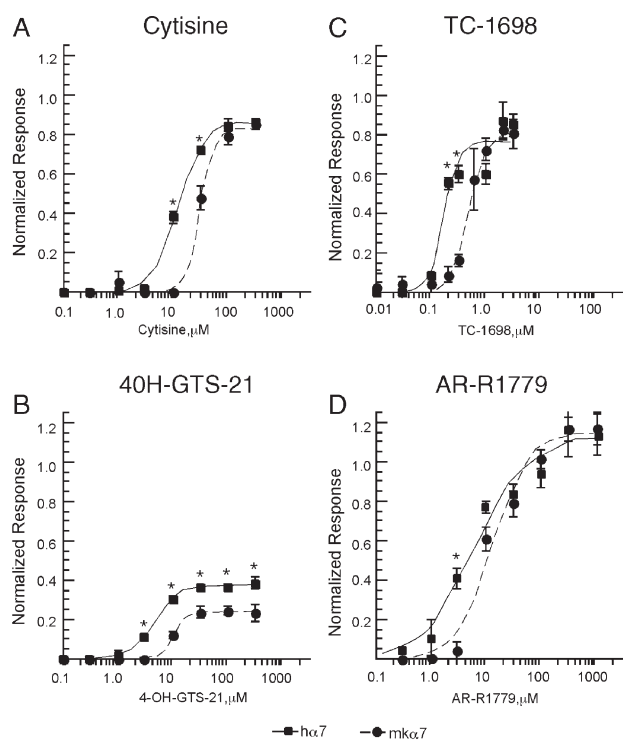 A
Cytisine
Normalized Response
1.2
1.0
0.8
0.6
0.4
0.2
*
*
0.1
1.0
10
100
1000
Cytisine,μM
C
TC-1698
Normalized Response
1.2
1.0
0.8
0.6
0.4
0.2
* *
0.01
0.1
1.0
10
100
TC-1698,μM
B
40H-GTS-21
Normalized Response
1.2
1.0
0.8
0.6
0.4
0.2
* * * * *
0.1
1.0
10
100
1000
4-OH-GTS-21,μM
D
AR-R1779
Normalized Response
1.2
1.0
0.8
0.6
0.4
0.2
*
0.1
1.0
10
100
1000
AR-R1779,μM
hα7
mkα7